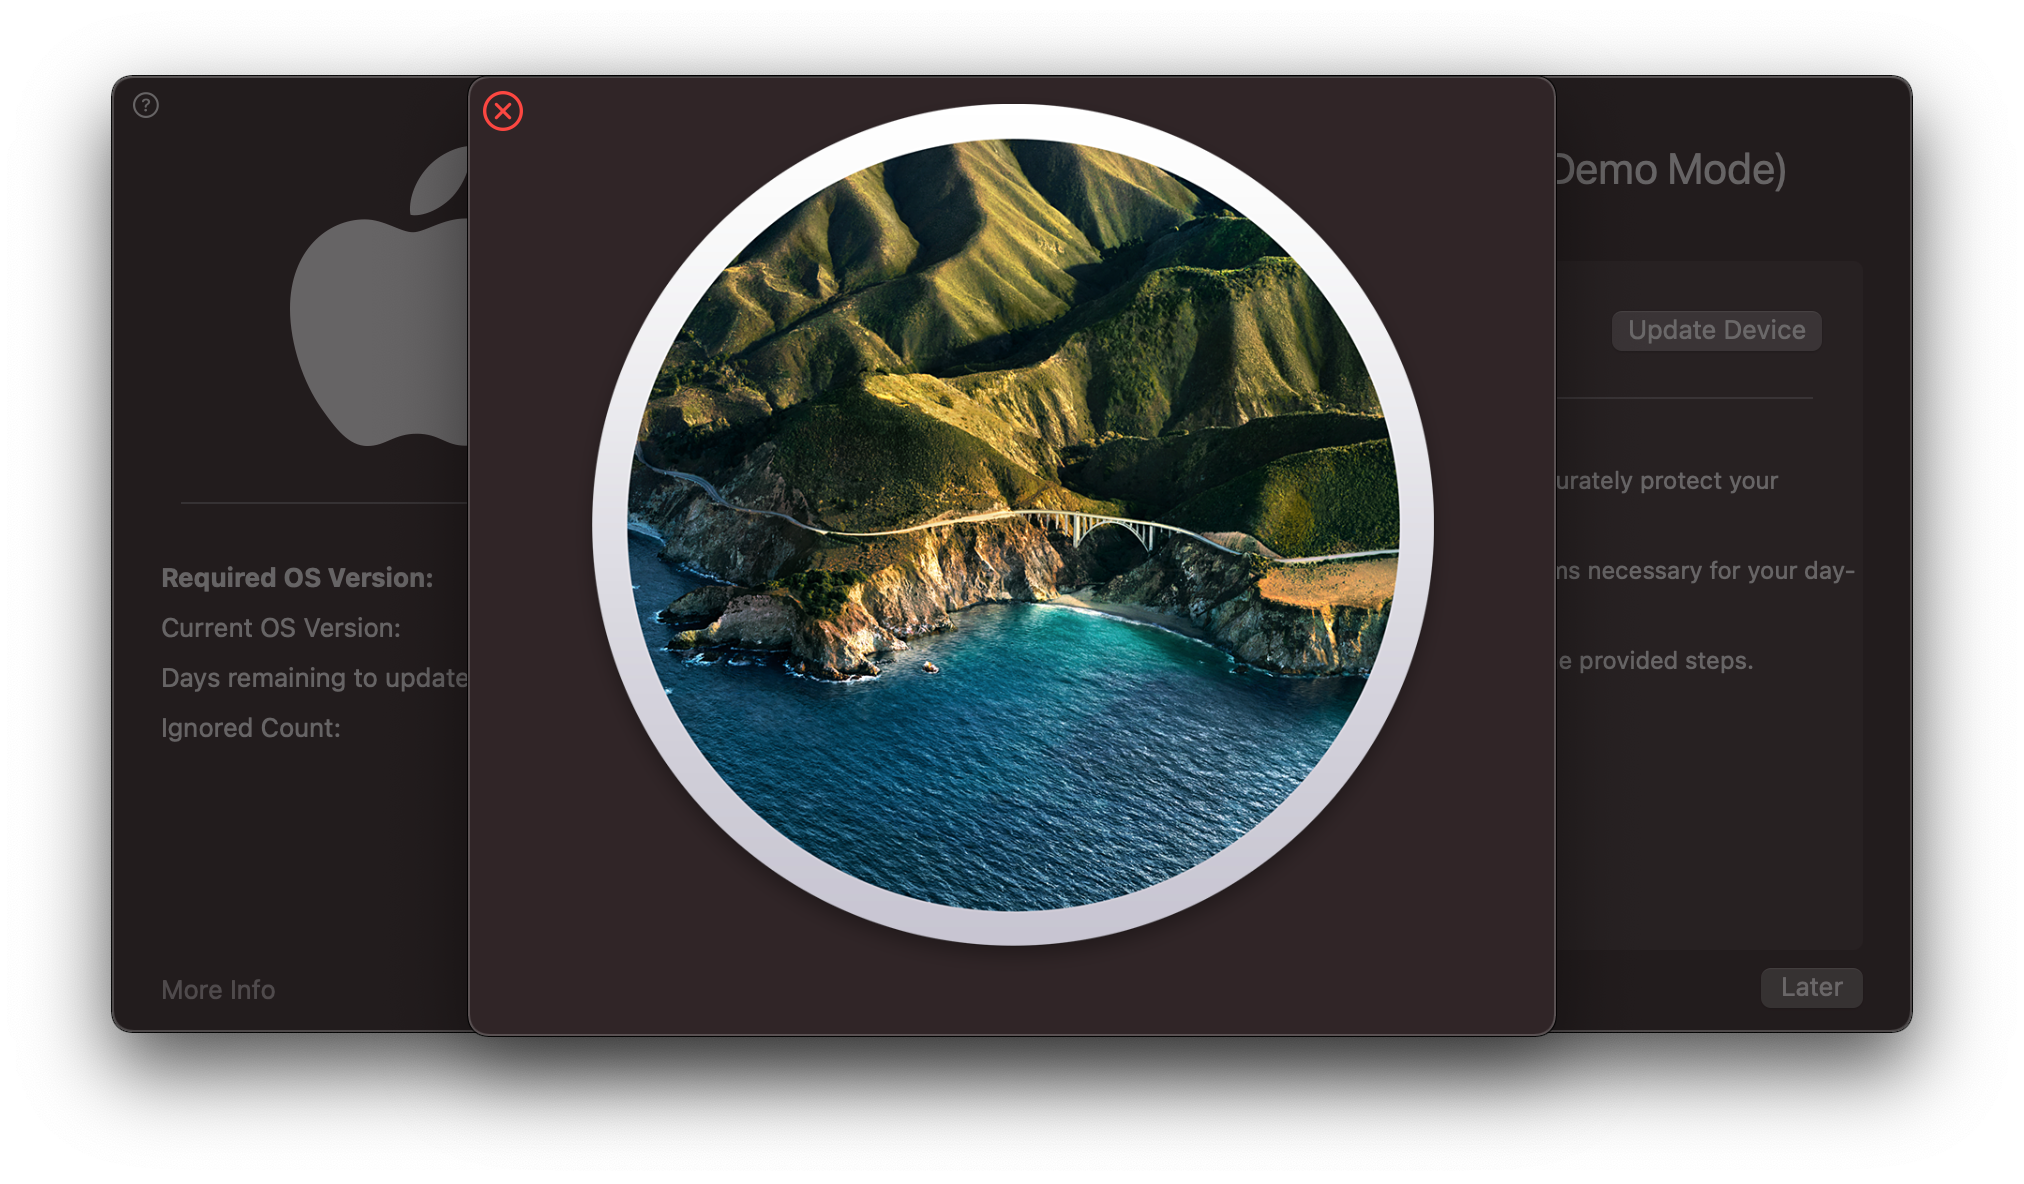 ?
Demo Mode)
Update Device
urately protect your
ns necessary for your day-
e provided steps.
Required OS Version:
Current OS Version:
Days remaining to update
Ignored Count:
More Info
Later